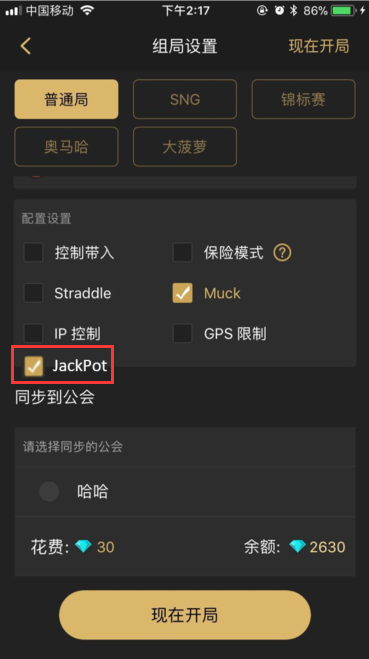 中国移动 下午2:17 86%
组局设置 现在开局
普通局 SNG 锦标赛
奥马哈 大菠萝
配置设置
控制带入 保险模式 ?
Straddle Muck
IP 控制 GPS 限制
JackPot
同步到公会
请选择同步的公会
哈哈
花费: 30 余额: 2630
现在开局